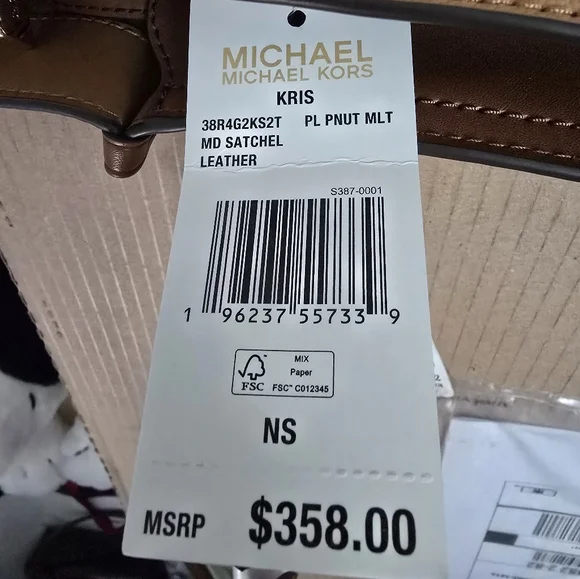 MICHAEL
MICHAEL KORS
KRIS
38R4G2KS2T PL PNUT MLT
MD SATCHEL
LEATHER
S387-0001
1 96237 55733 9
FSC
MIX
Paper
FSC™ C012345
NS
MSRP $358.00